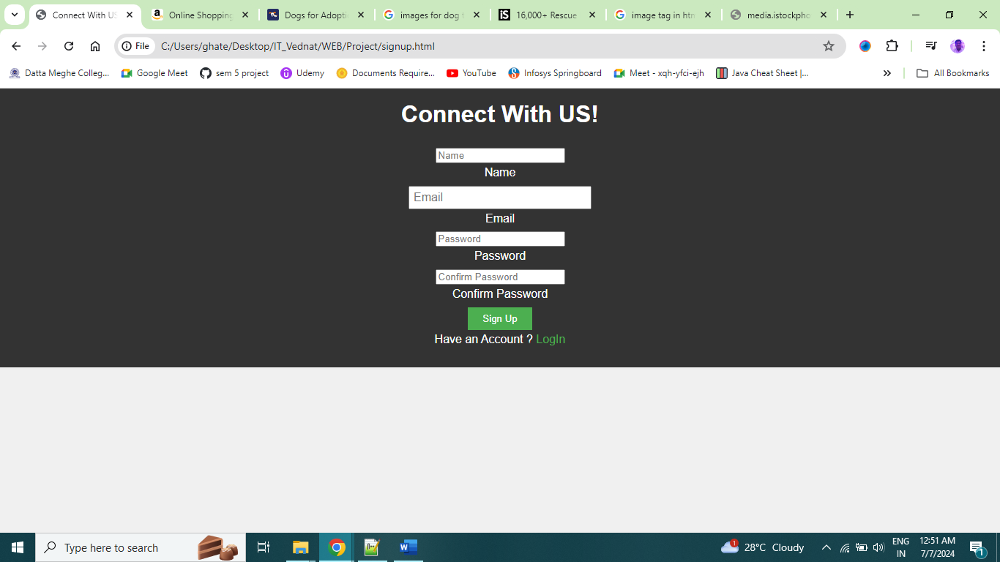 Connect With US
Online Shopping
Dogs for Adopti
images for dog t
iS
16,000+ Rescue
image tag in htm
media.istockpho
File
C:/Users/ghate/Desktop/IT_Vednat/WEB/Project/signup.html
Datta Meghe Colleg...
Google Meet
sem 5 project
Udemy
Documents Require...
YouTube
Infosys Springboard
Meet - xqh-yfci-ejh
Java Cheat Sheet |...
All Bookmarks
Connect With US!
Name
Name
Email
Email
Password
Password
Confirm Password
Confirm Password
Sign Up
Have an Account ? LogIn
Type here to search
1
28°C Cloudy
ENG
IN
12:51 AM
7/7/2024
1